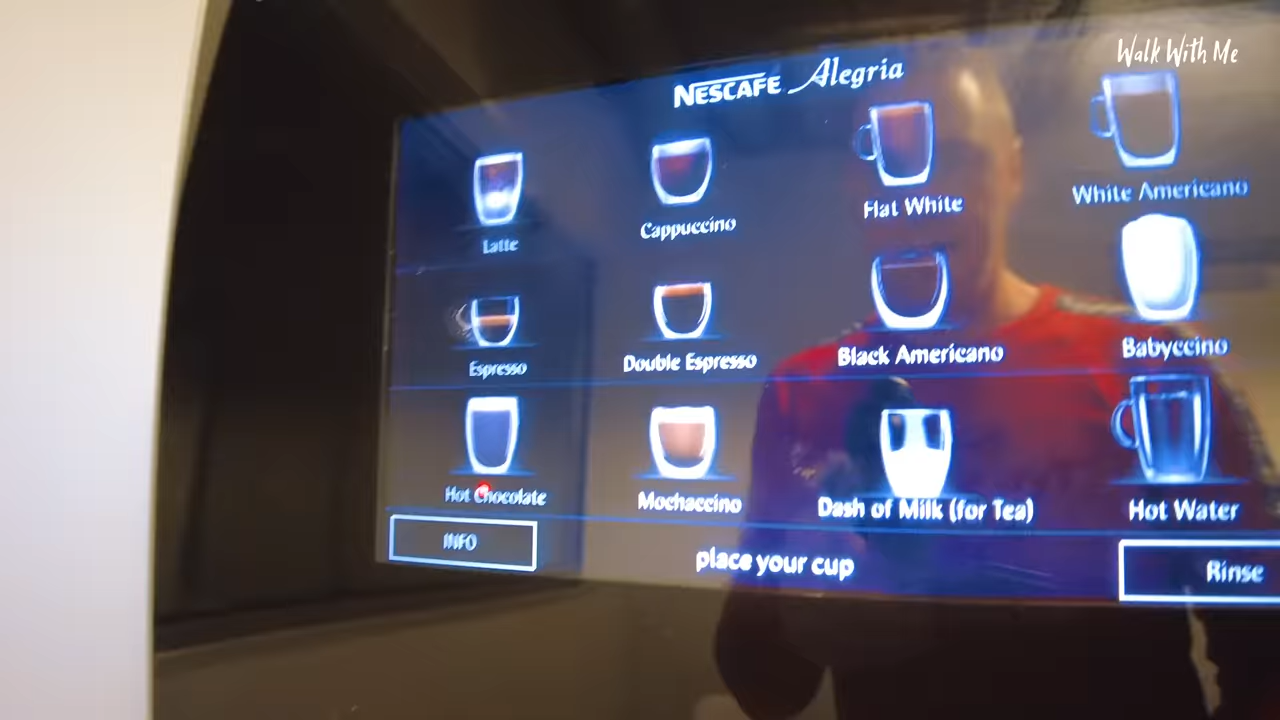 Walk With Me
NESCAFE Alegria
Latte
Cappuccino
Flat White
White Americano
Espresso
Double Espresso
Black Americano
Babyccino
Hot Chocolate
Mochaccino
Dash of Milk (for Tea)
Hot Water
INFO
place your cup
Rinse